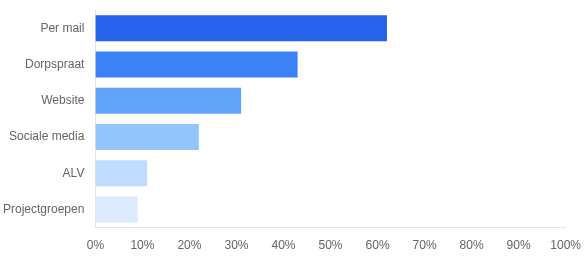 Per mail
Dorpspraat
Website
Sociale media
ALV
Projectgroepen
0% 10% 20% 30% 40% 50% 60% 70% 80% 90% 100%